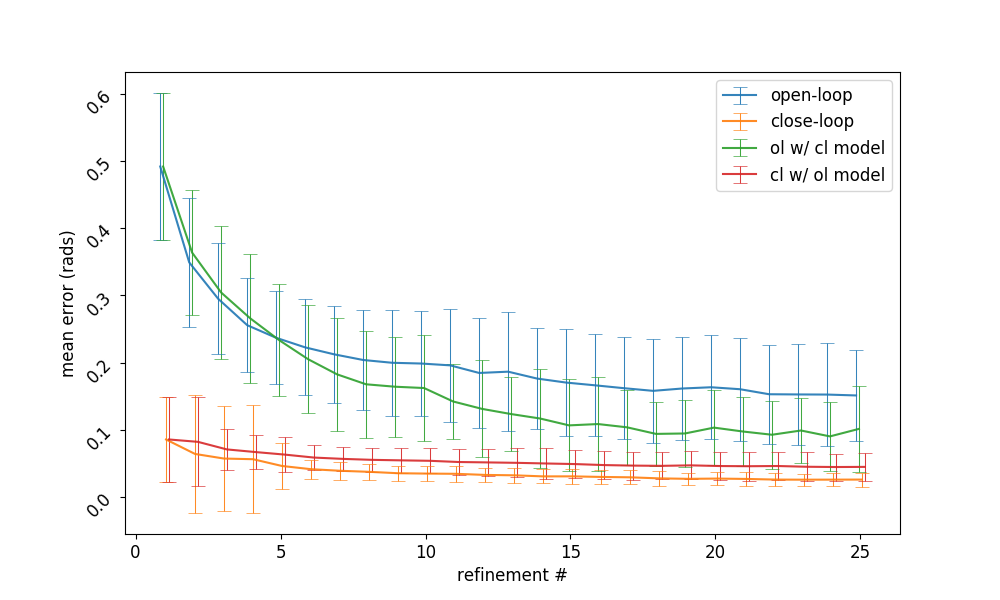 open-loop
close-loop
ol w/ cl model
cl w/ ol model
mean error (rads)
0.6
0.5
0.4
0.3
0.2
0.1
0.0
0 5 10 15 20 25
refinement #